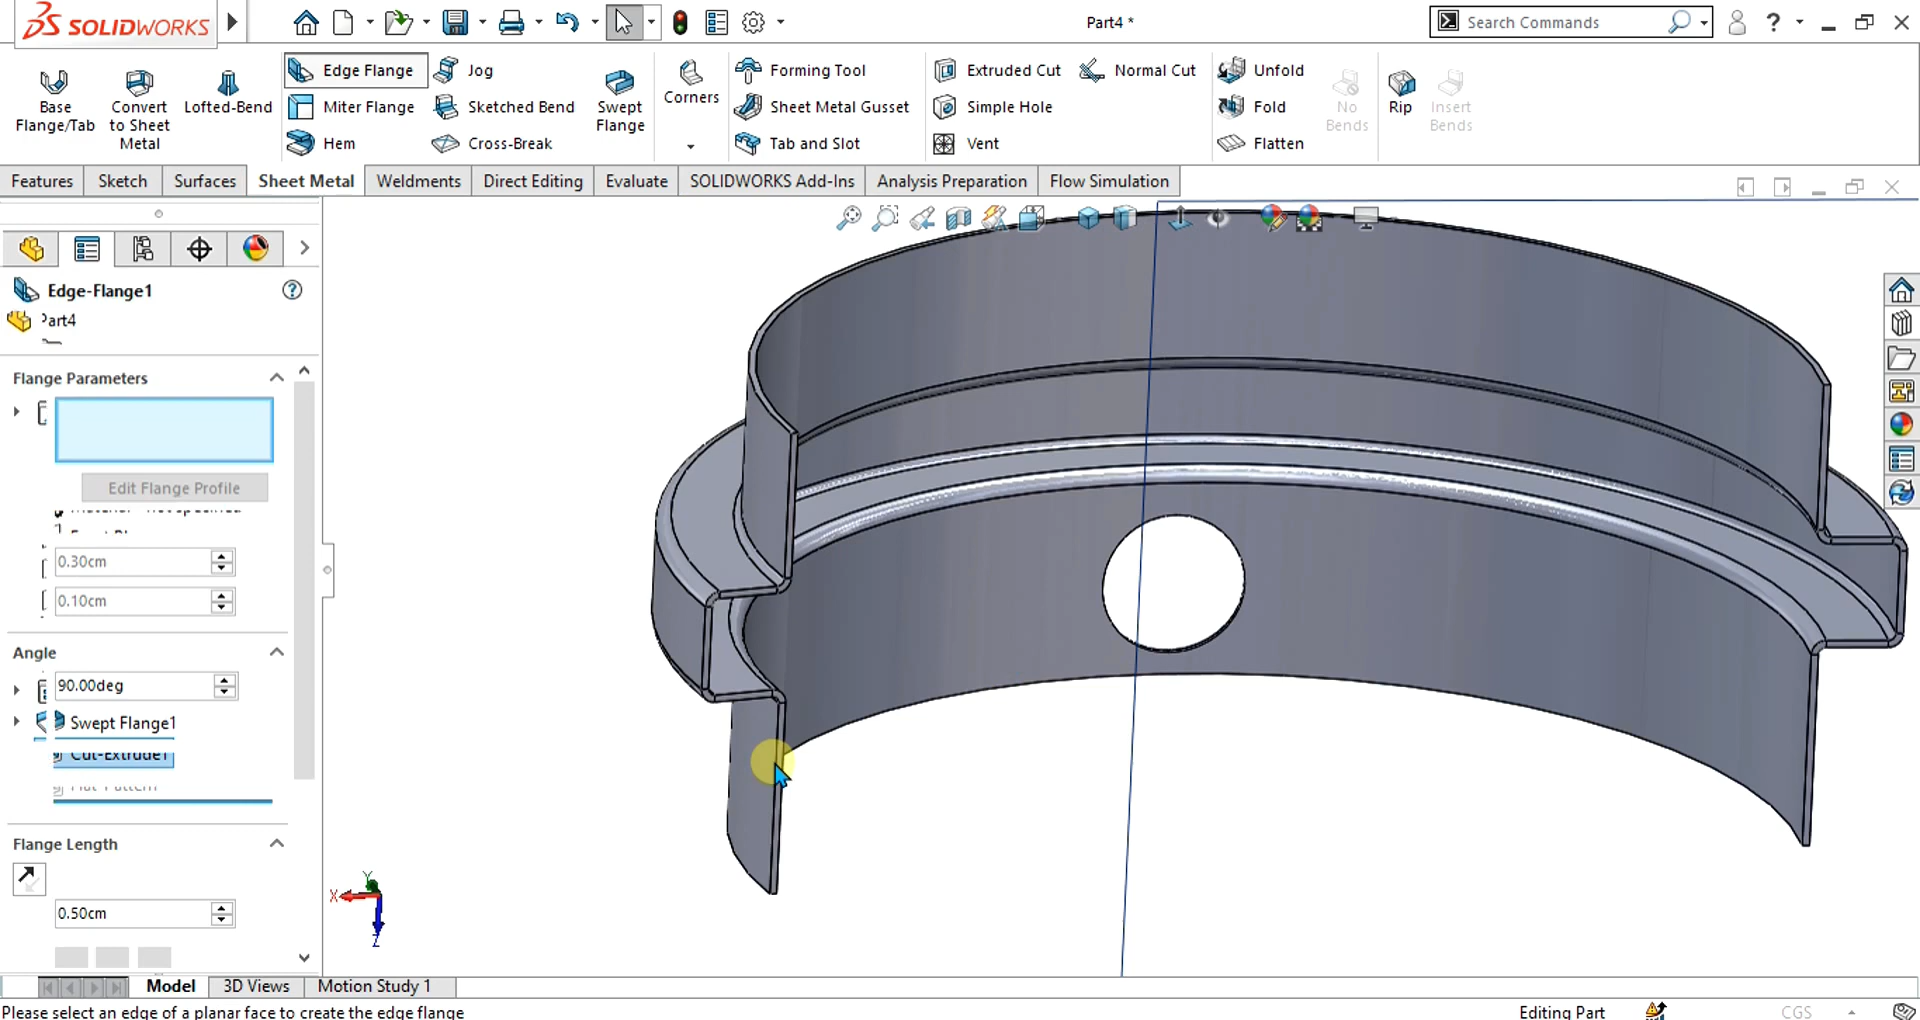 SOLIDWORKS
Part4 *
Search Commands
?
Base Flange/Tab
Convert to Sheet Metal
Lofted-Bend
Edge Flange
Miter Flange
Hem
Jog
Sketched Bend
Cross-Break
Swept Flange
Corners
Forming Tool
Sheet Metal Gusset
Tab and Slot
Extruded Cut
Simple Hole
Vent
Normal Cut
Unfold
Fold
Flatten
No Bends
Rip
Insert Bends
Features
Sketch
Surfaces
Sheet Metal
Weldments
Direct Editing
Evaluate
SOLIDWORKS Add-Ins
Analysis Preparation
Flow Simulation
Edge-Flange1
Part4
Flange Parameters
Edit Flange Profile
0.30cm
0.10cm
Angle
90.00deg
Swept Flange1
Cut-Extrude1
Flat-Pattern
Flange Length
0.50cm
X
Y
Z
Model
3D Views
Motion Study 1
Please select an edge of a planar face to create the edge flange
Editing Part
CGS